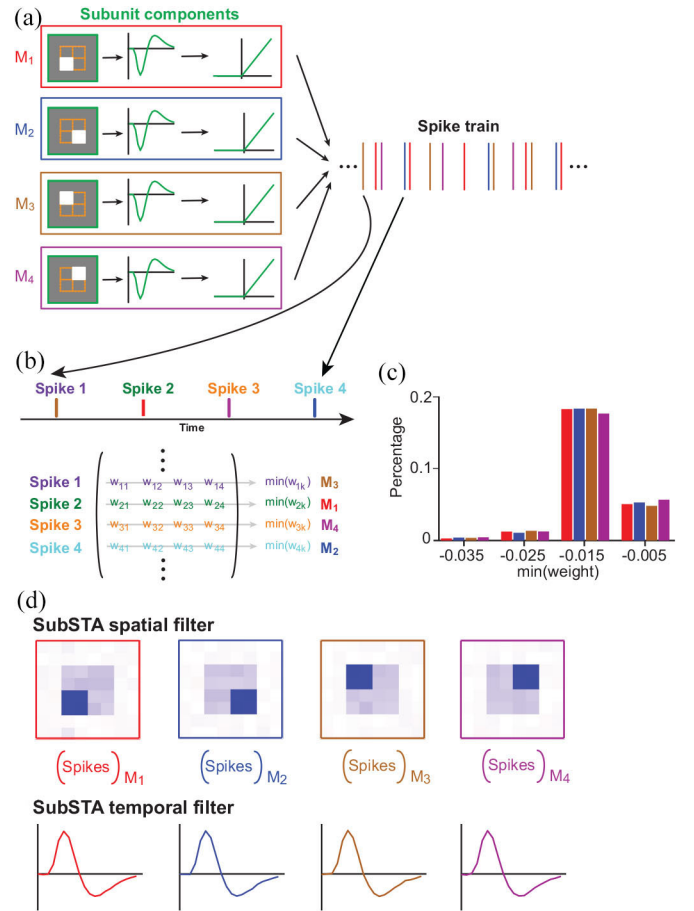 (a)
Subunit components
M1
M2
M3
M4
Spike train
... ...
(b)
Spike 1 Spike 2 Spike 3 Spike 4
Time
Spike 1 w11 w12 w13 w14 min(w1k) M3
Spike 2 w21 w22 w23 w24 min(w2k) M1
Spike 3 w31 w32 w33 w34 min(w3k) M4
Spike 4 w41 w42 w43 w44 min(w4k) M2
(c)
Percentage
0.2
0.1
0
-0.035 -0.025 -0.015 -0.005
min(weight)
(d)
SubSTA spatial filter
(Spikes)M1 (Spikes)M2 (Spikes)M3 (Spikes)M4
SubSTA temporal filter